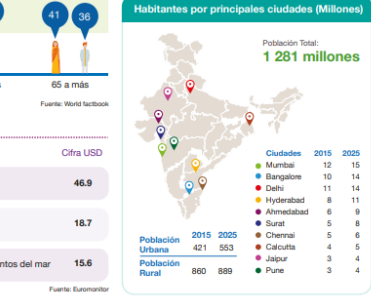 41
36
65 a más
Fuente: World factbook
Cifra USD
46.9
18.7
ntos del mar 15.6
Fuente: Euromonitor
Habitantes por principales ciudades (Millones)
Población Total:
1 281 millones
Ciudades 2015 2025
Mumbai 12 15
Bangalore 10 14
Delhi 11 14
Hyderabad 8 11
Ahmedabad 6 9
Surat 5 8
Chennai 5 6
Calcutta 4 5
Jaipur 3 4
Pune 3 4
2015 2025
Población Urbana 421 553
Población Rural 860 889